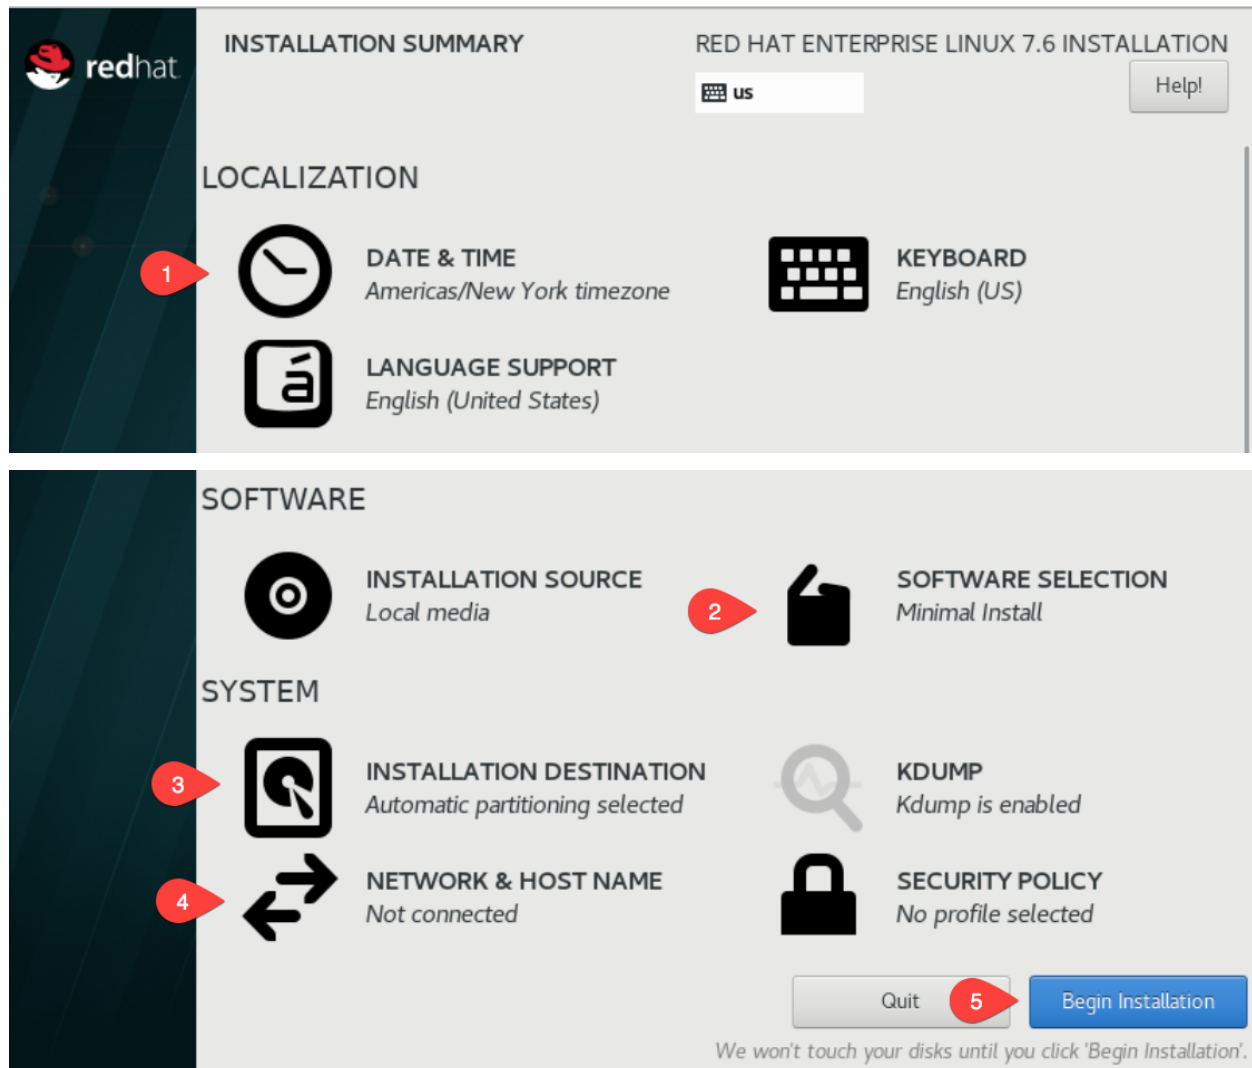 redhat.
INSTALLATION SUMMARY
RED HAT ENTERPRISE LINUX 7.6 INSTALLATION
us
Help!
LOCALIZATION
1
DATE & TIME
Americas/New York timezone
KEYBOARD
English (US)
á
LANGUAGE SUPPORT
English (United States)
SOFTWARE
INSTALLATION SOURCE
Local media
2
SOFTWARE SELECTION
Minimal Install
SYSTEM
3
INSTALLATION DESTINATION
Automatic partitioning selected
KDUMP
Kdump is enabled
4
NETWORK & HOST NAME
Not connected
SECURITY POLICY
No profile selected
Quit
5
Begin Installation
We won't touch your disks until you click 'Begin Installation'.